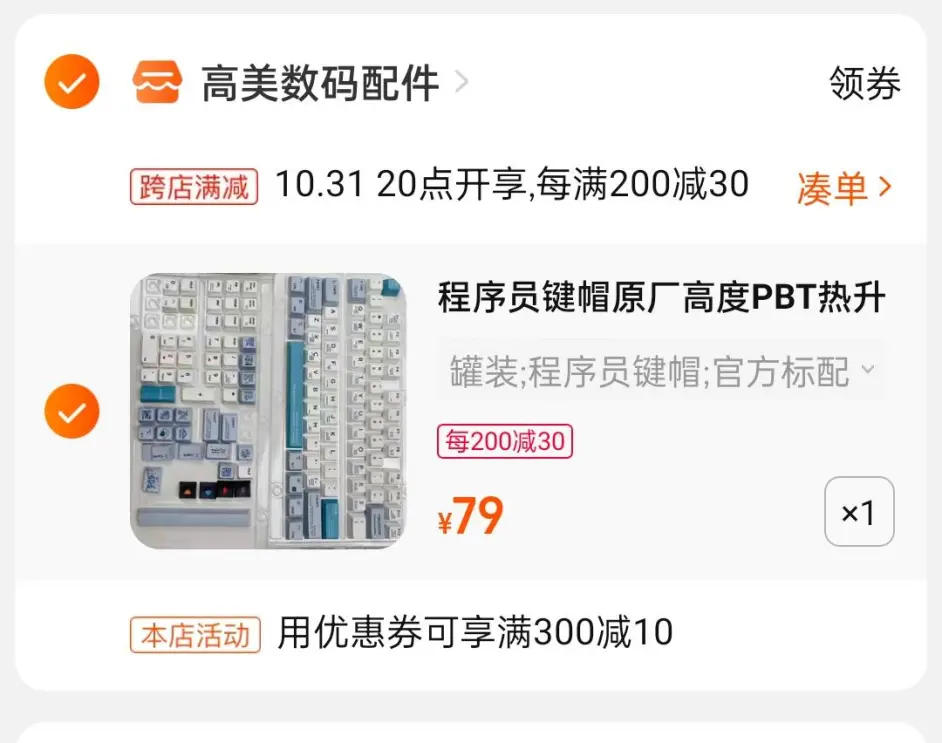 高美数码配件
领券
跨店满减 10.31 20点开享,每满200减30 凑单
程序员键帽原厂高度PBT热升
罐装;程序员键帽;官方标配
每200减30
¥79
×1
本店活动 用优惠券可享满300减10